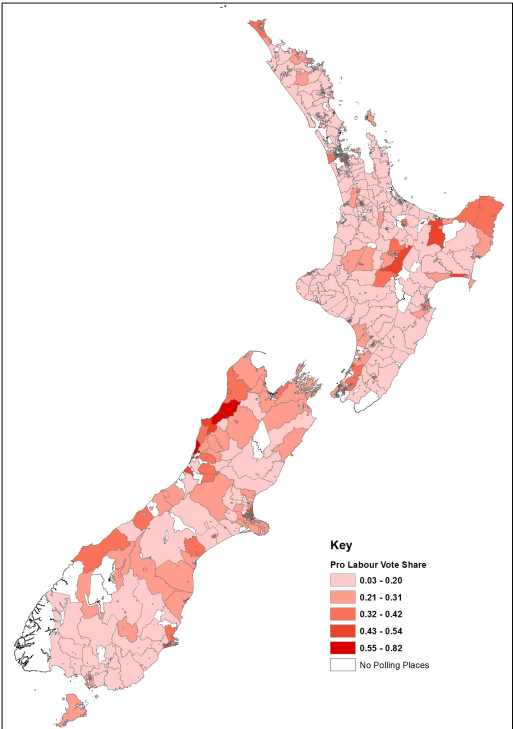 Key
Pro Labour Vote Share
0.03 - 0.20
0.21 - 0.31
0.32 - 0.42
0.43 - 0.54
0.55 - 0.82
No Polling Places